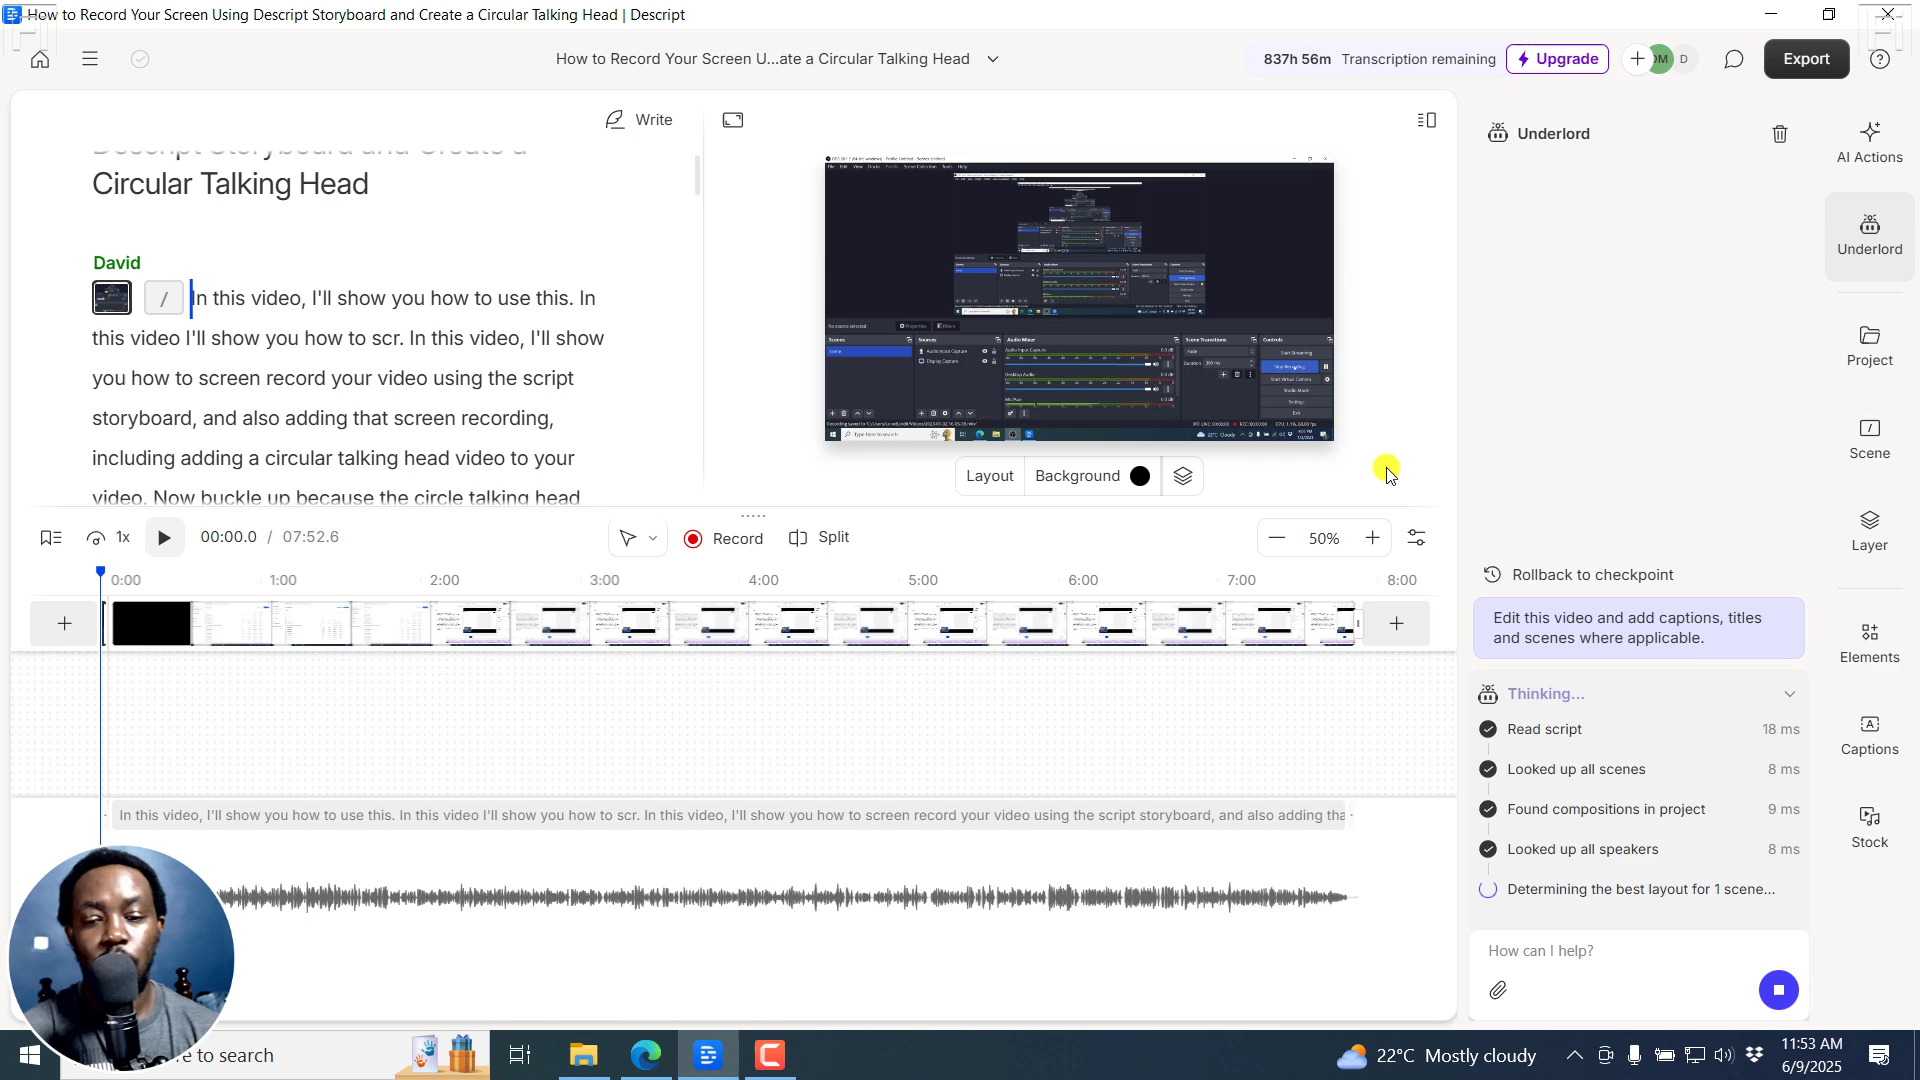 How to Record Your Screen Using Descript Storyboard and Create a Circular Talking Head | Descript
How to Record Your Screen U...ate a Circular Talking Head
837h 56m Transcription remaining
Upgrade
DM
D
Export
Write
Circular Talking Head
David
/
In this video, I'll show you how to use this. In
this video I'll show you how to scr. In this video, I'll show
you how to screen record your video using the script
storyboard, and also adding that screen recording,
including adding a circular talking head video to your
video. Now buckle up because the circle talking head
Layout
Background
1x
00:00.0 / 07:52.6
Record
Split
50%
0:00
1:00
2:00
3:00
4:00
5:00
6:00
7:00
8:00
In this video, I'll show you how to use this. In this video I'll show you how to scr. In this video, I'll show you how to screen record your video using the script storyboard, and also adding tha
Underlord
Rollback to checkpoint
Edit this video and add captions, titles
and scenes where applicable.
Thinking...
Read script 18 ms
Looked up all scenes 8 ms
Found compositions in project 9 ms
Looked up all speakers 8 ms
Determining the best layout for 1 scene...
How can I help?
AI Actions
Underlord
Project
Scene
Layer
Elements
Captions
Stock
e to search
22°C Mostly cloudy
11:53 AM
6/9/2025